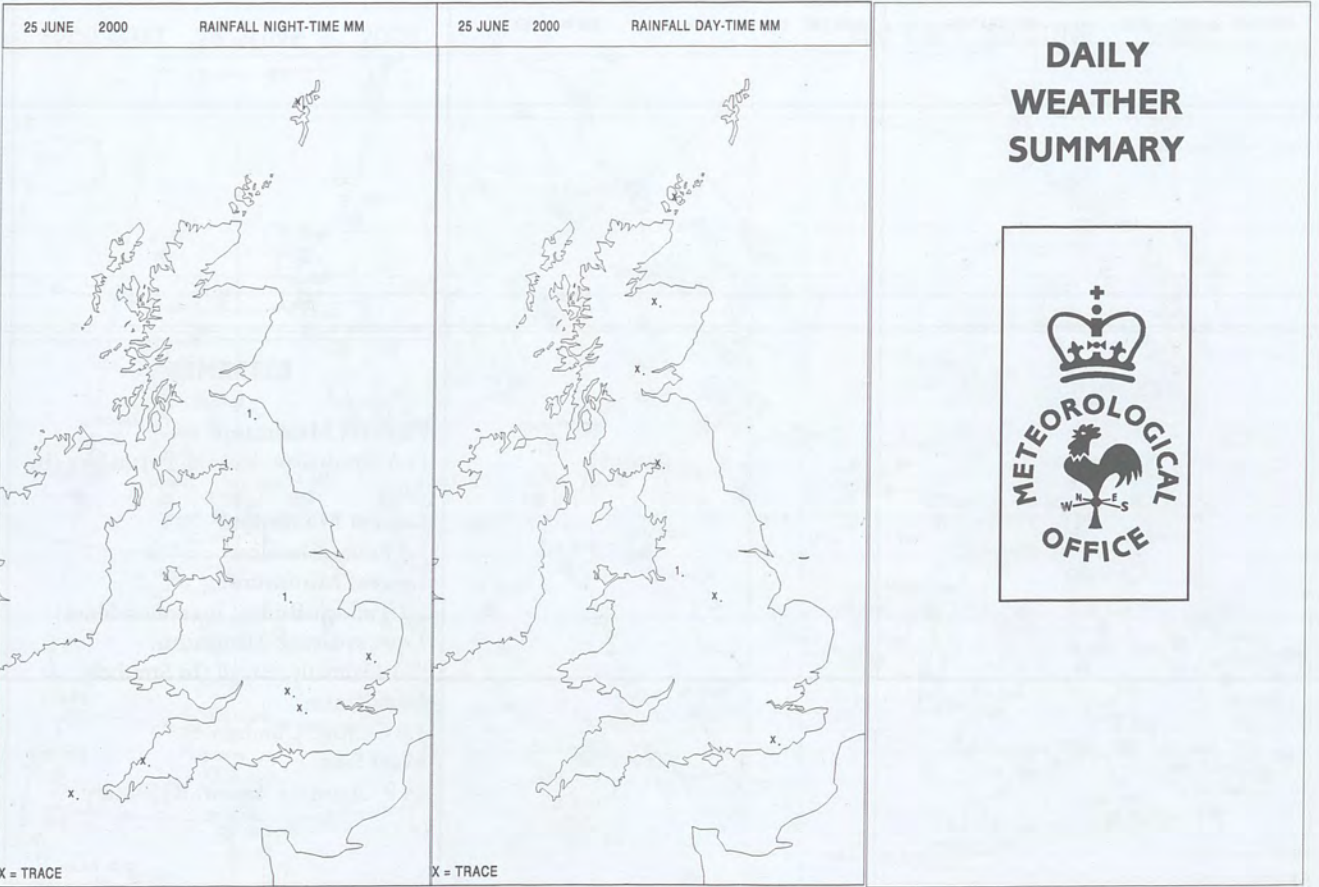 25 JUNE 2000 RAINFALL NIGHT-TIME MM
x
1.
1.
x.
x.
x.
x.
X = TRACE
25 JUNE 2000 RAINFALL DAY-TIME MM
x
x.
x.
1.
x.
x.
X = TRACE
DAILY
WEATHER
SUMMARY
METEOROLOGICAL
N E
W S
OFFICE